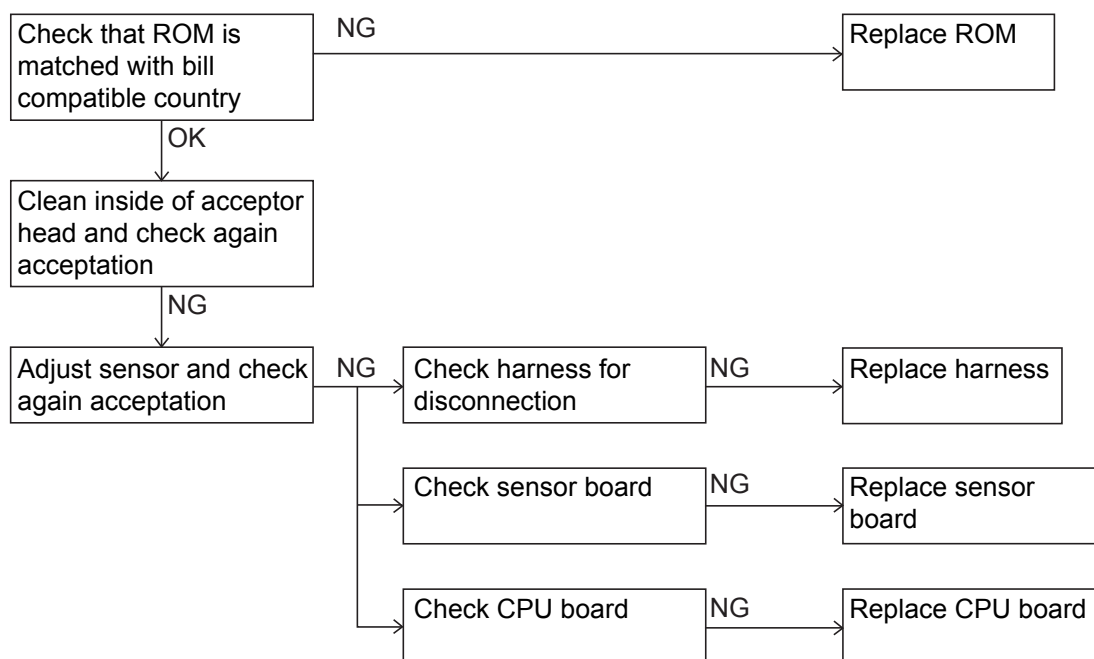 Check that ROM is
matched with bill
compatible country
NG
Replace ROM
OK
Clean inside of acceptor
head and check again
acceptation
NG
Adjust sensor and check
again acceptation
NG
Check harness for
disconnection
NG
Replace harness
Check sensor board
NG
Replace sensor
board
Check CPU board
NG
Replace CPU board